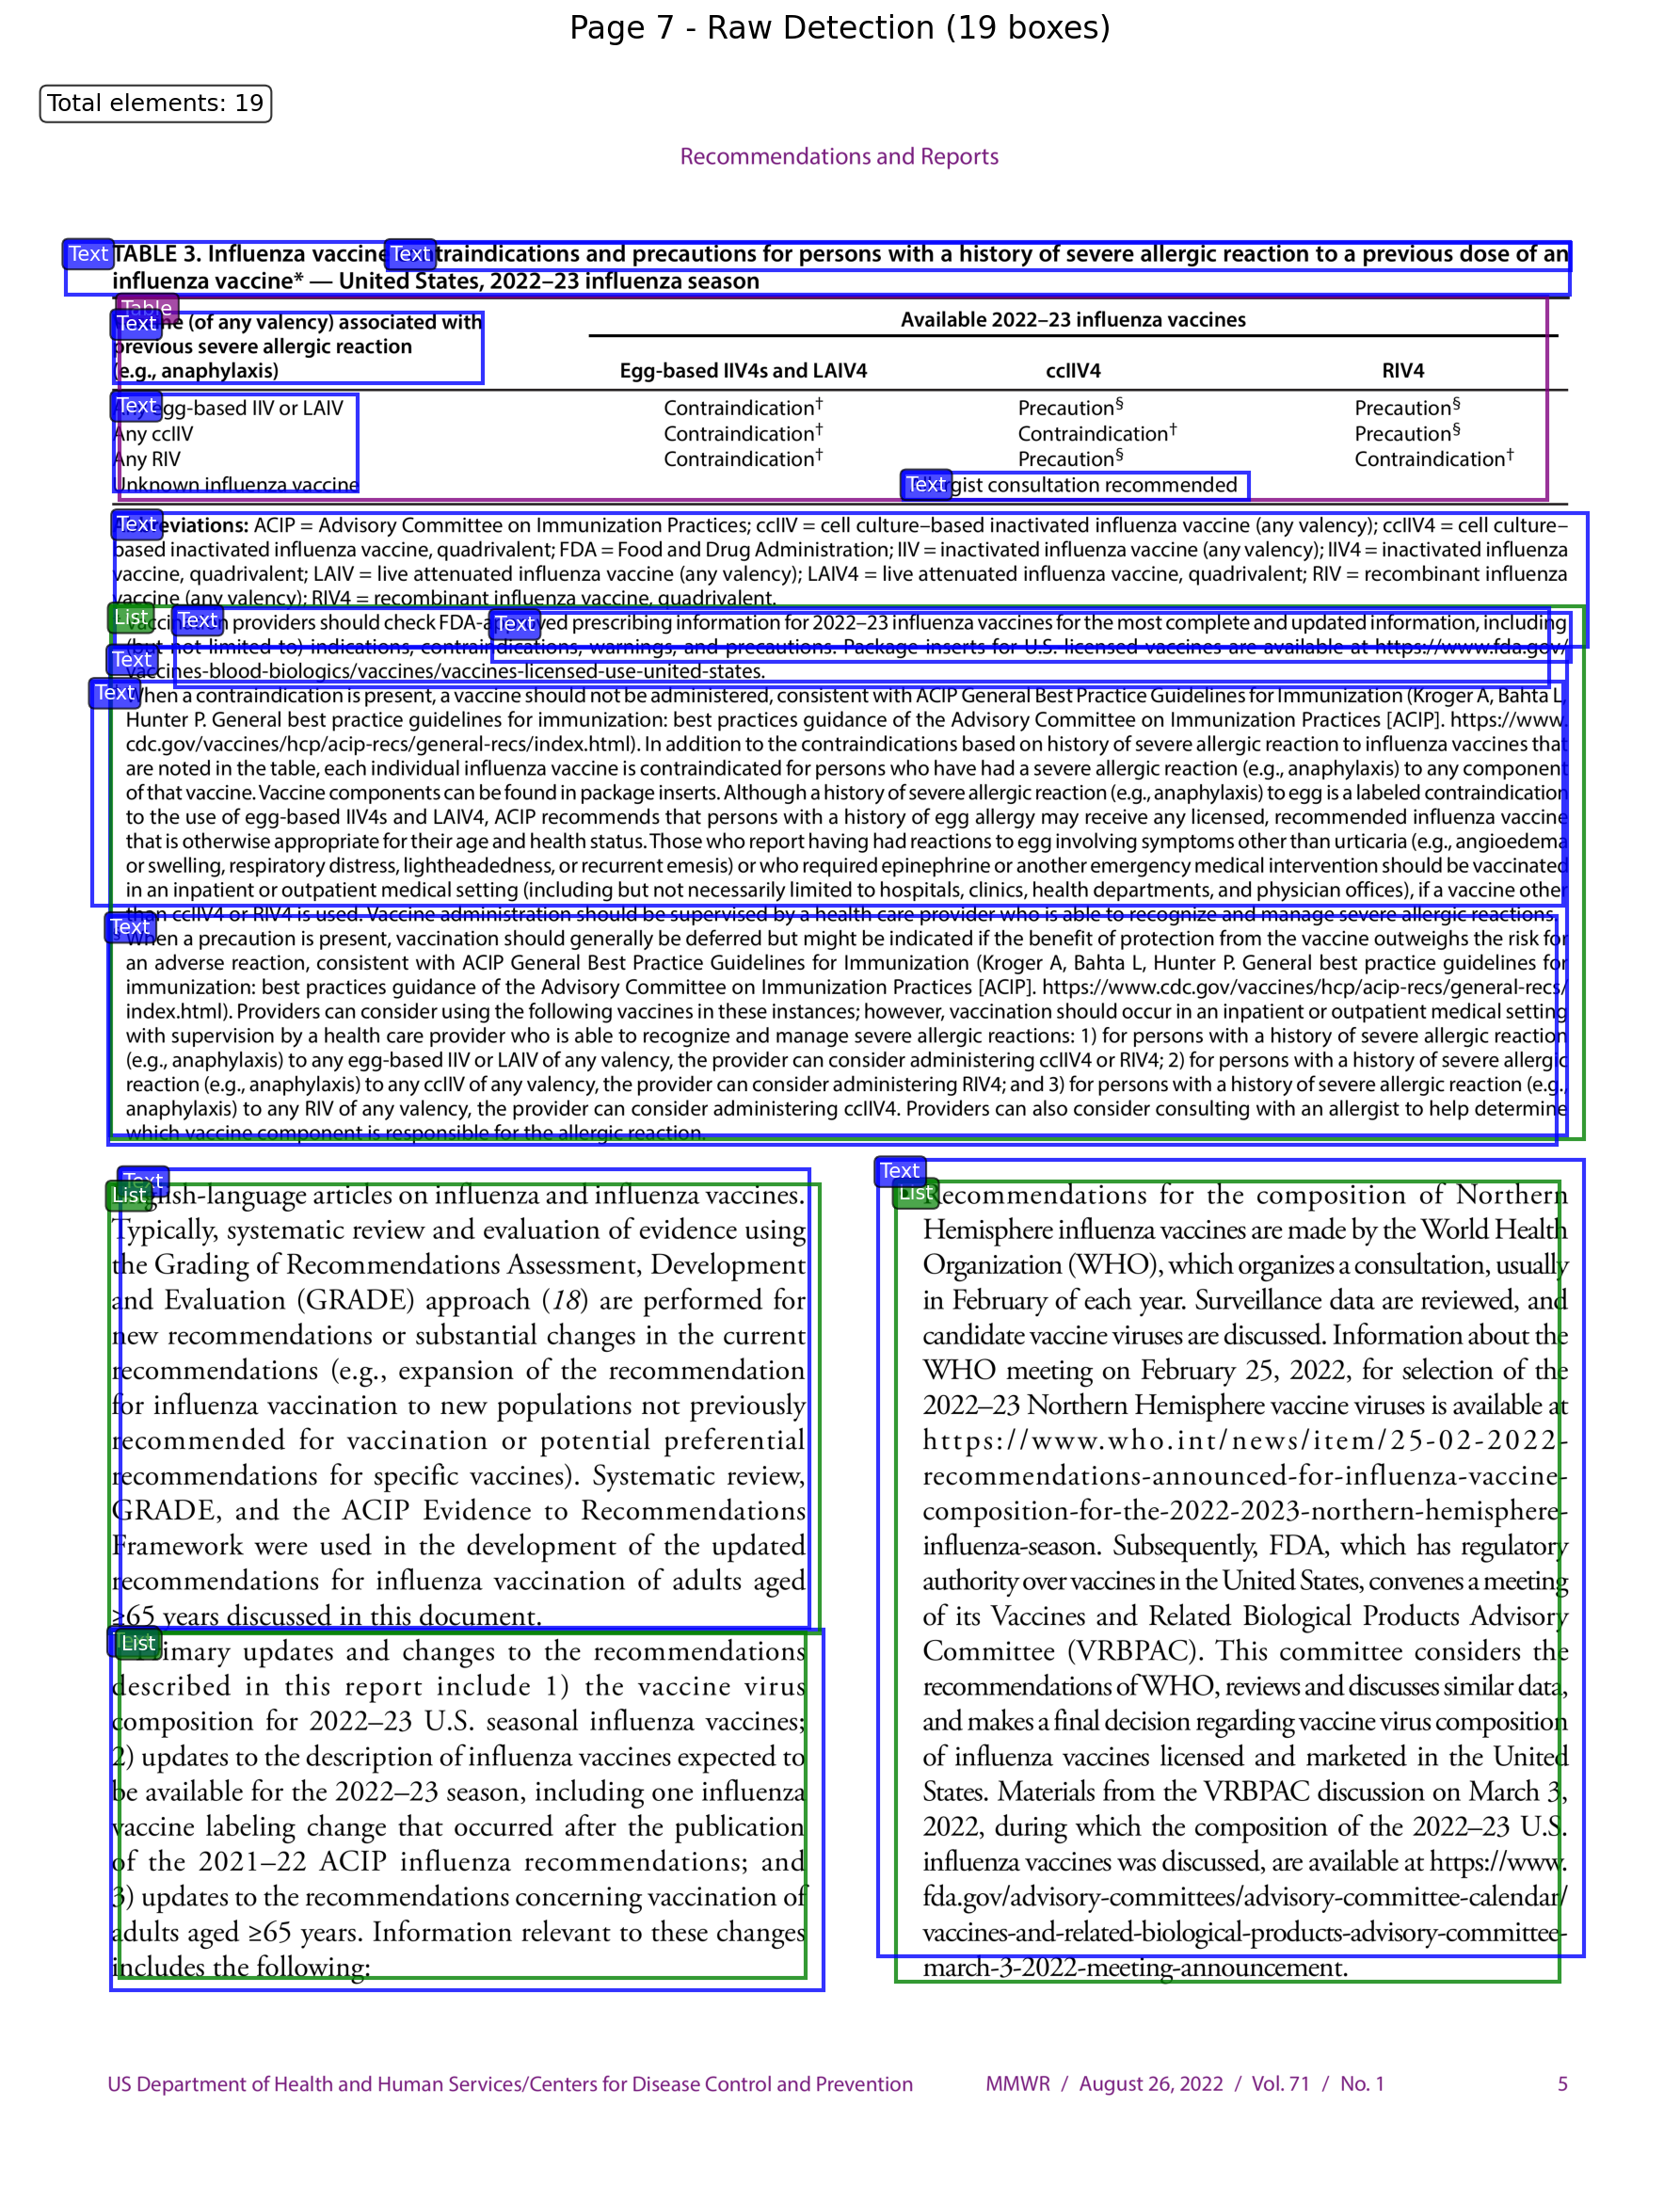 Page 7 - Raw Detection (19 boxes)
Total elements: 19
Recommendations and Reports
Text
Text
TABLE 3. Influenza vaccine contraindications and precautions for persons with a history of severe allergic reaction to a previous dose of an
influenza vaccine* — United States, 2022–23 influenza season
Table
Text
(of any valency) associated with
previous severe allergic reaction
(e.g., anaphylaxis)
Available 2022–23 influenza vaccines
Egg-based IIV4s and LAIV4 ccIIV4 RIV4
Text
Any egg-based IIV or LAIV Contraindication† Precaution§ Precaution§
Any ccIIV Contraindication† Contraindication† Precaution§
Any RIV Contraindication† Precaution§ Contraindication†
Text
Unknown influenza vaccine Allergist consultation recommended
Text
Abbreviations: ACIP = Advisory Committee on Immunization Practices; ccIIV = cell culture–based inactivated influenza vaccine (any valency); ccIIV4 = cell culture–
based inactivated influenza vaccine, quadrivalent; FDA = Food and Drug Administration; IIV = inactivated influenza vaccine (any valency); IIV4 = inactivated influenza
vaccine, quadrivalent; LAIV = live attenuated influenza vaccine (any valency); LAIV4 = live attenuated influenza vaccine, quadrivalent; RIV = recombinant influenza
vaccine (any valency); RIV4 = recombinant influenza vaccine, quadrivalent.
List
Text
Text
Vaccination providers should check FDA-approved prescribing information for 2022–23 influenza vaccines for the most complete and updated information, including
(but not limited to) indications, contraindications, warnings, and precautions. Package inserts for U.S.-licensed vaccines are available at https://www.fda.gov/
Text
vaccines-blood-biologics/vaccines/vaccines-licensed-use-united-states.
Text
When a contraindication is present, a vaccine should not be administered, consistent with ACIP General Best Practice Guidelines for Immunization (Kroger A, Bahta L,
Hunter P. General best practice guidelines for immunization: best practices guidance of the Advisory Committee on Immunization Practices [ACIP]. https://www.
cdc.gov/vaccines/hcp/acip-recs/general-recs/index.html). In addition to the contraindications based on history of severe allergic reaction to influenza vaccines that
are noted in the table, each individual influenza vaccine is contraindicated for persons who have had a severe allergic reaction (e.g., anaphylaxis) to any component
of that vaccine. Vaccine components can be found in package inserts. Although a history of severe allergic reaction (e.g., anaphylaxis) to egg is a labeled contraindication
to the use of egg-based IIV4s and LAIV4, ACIP recommends that persons with a history of egg allergy may receive any licensed, recommended influenza vaccine
that is otherwise appropriate for their age and health status. Those who report having had reactions to egg involving symptoms other than urticaria (e.g., angioedema
or swelling, respiratory distress, lightheadedness, or recurrent emesis) or who required epinephrine or another emergency medical intervention should be vaccinated
in an inpatient or outpatient medical setting (including but not necessarily limited to hospitals, clinics, health departments, and physician offices), if a vaccine other
than ccIIV4 or RIV4 is used. Vaccine administration should be supervised by a health care provider who is able to recognize and manage severe allergic reactions.
Text
§ When a precaution is present, vaccination should generally be deferred but might be indicated if the benefit of protection from the vaccine outweighs the risk for
an adverse reaction, consistent with ACIP General Best Practice Guidelines for Immunization (Kroger A, Bahta L, Hunter P. General best practice guidelines for
immunization: best practices guidance of the Advisory Committee on Immunization Practices [ACIP]. https://www.cdc.gov/vaccines/hcp/acip-recs/general-recs/
index.html). Providers can consider using the following vaccines in these instances; however, vaccination should occur in an inpatient or outpatient medical setting
with supervision by a health care provider who is able to recognize and manage severe allergic reactions: 1) for persons with a history of severe allergic reaction
(e.g., anaphylaxis) to any egg-based IIV or LAIV of any valency, the provider can consider administering ccIIV4 or RIV4; 2) for persons with a history of severe allergic
reaction (e.g., anaphylaxis) to any ccIIV of any valency, the provider can consider administering RIV4; and 3) for persons with a history of severe allergic reaction (e.g.,
anaphylaxis) to any RIV of any valency, the provider can consider administering ccIIV4. Providers can also consider consulting with an allergist to help determine
which vaccine component is responsible for the allergic reaction.
Text
List
English-language articles on influenza and influenza vaccines.
Typically, systematic review and evaluation of evidence using
the Grading of Recommendations Assessment, Development
and Evaluation (GRADE) approach (18) are performed for
new recommendations or substantial changes in the current
recommendations (e.g., expansion of the recommendation
for influenza vaccination to new populations not previously
recommended for vaccination or potential preferential
recommendations for specific vaccines). Systematic review,
GRADE, and the ACIP Evidence to Recommendations
Framework were used in the development of the updated
recommendations for influenza vaccination of adults aged
≥65 years discussed in this document.
List
Primary updates and changes to the recommendations
described in this report include 1) the vaccine virus
composition for 2022–23 U.S. seasonal influenza vaccines;
2) updates to the description of influenza vaccines expected to
be available for the 2022–23 season, including one influenza
vaccine labeling change that occurred after the publication
of the 2021–22 ACIP influenza recommendations; and
3) updates to the recommendations concerning vaccination of
adults aged ≥65 years. Information relevant to these changes
includes the following:
Text
List
Recommendations for the composition of Northern
Hemisphere influenza vaccines are made by the World Health
Organization (WHO), which organizes a consultation, usually
in February of each year. Surveillance data are reviewed, and
candidate vaccine viruses are discussed. Information about the
WHO meeting on February 25, 2022, for selection of the
2022–23 Northern Hemisphere vaccine viruses is available at
https://www.who.int/news/item/25-02-2022-
recommendations-announced-for-influenza-vaccine-
composition-for-the-2022-2023-northern-hemisphere-
influenza-season. Subsequently, FDA, which has regulatory
authority over vaccines in the United States, convenes a meeting
of its Vaccines and Related Biological Products Advisory
Committee (VRBPAC). This committee considers the
recommendations of WHO, reviews and discusses similar data,
and makes a final decision regarding vaccine virus composition
of influenza vaccines licensed and marketed in the United
States. Materials from the VRBPAC discussion on March 3,
2022, during which the composition of the 2022–23 U.S.
influenza vaccines was discussed, are available at https://www.
fda.gov/advisory-committees/advisory-committee-calendar/
vaccines-and-related-biological-products-advisory-committee-
march-3-2022-meeting-announcement.
US Department of Health and Human Services/Centers for Disease Control and Prevention MMWR / August 26, 2022 / Vol. 71 / No. 1 5